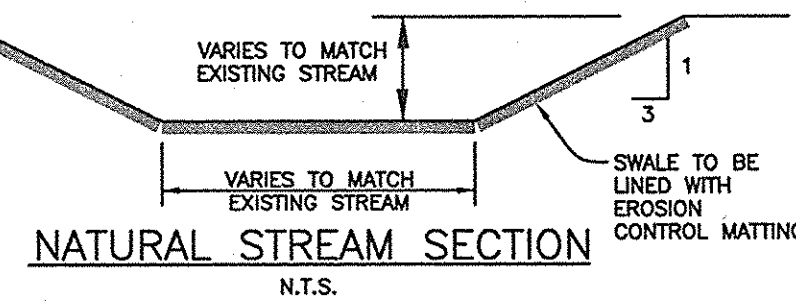 VARIES TO MATCH
EXISTING STREAM
1
3
VARIES TO MATCH
EXISTING STREAM
SWALE TO BE
LINED WITH
EROSION
CONTROL MATTING
NATURAL STREAM SECTION
N.T.S.